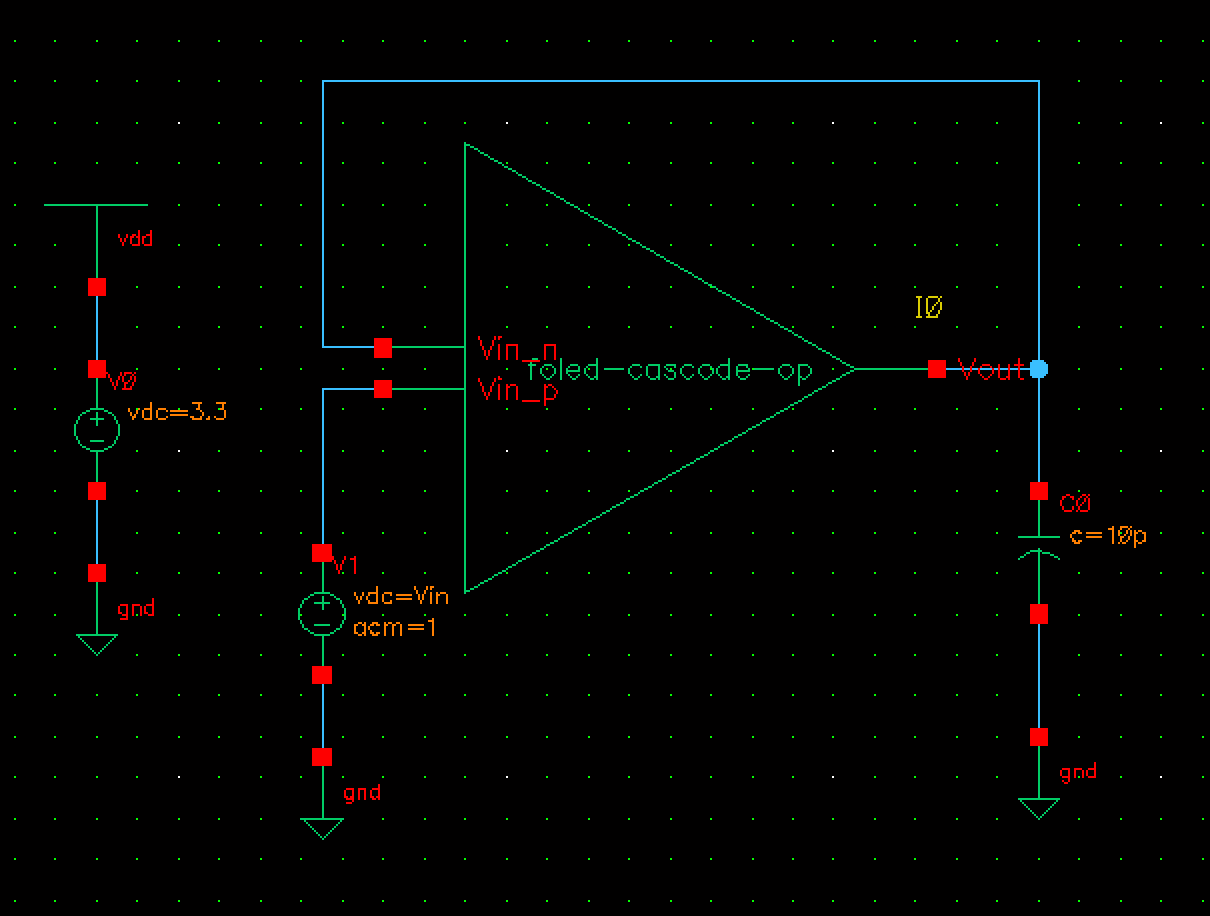 vdd
V0
vdc=3.3
gnd
Vin_n
foled-cascode-op
Vin_p
I0
Vout
V1
vdc=Vin
acm=1
gnd
C0
c=10p
gnd